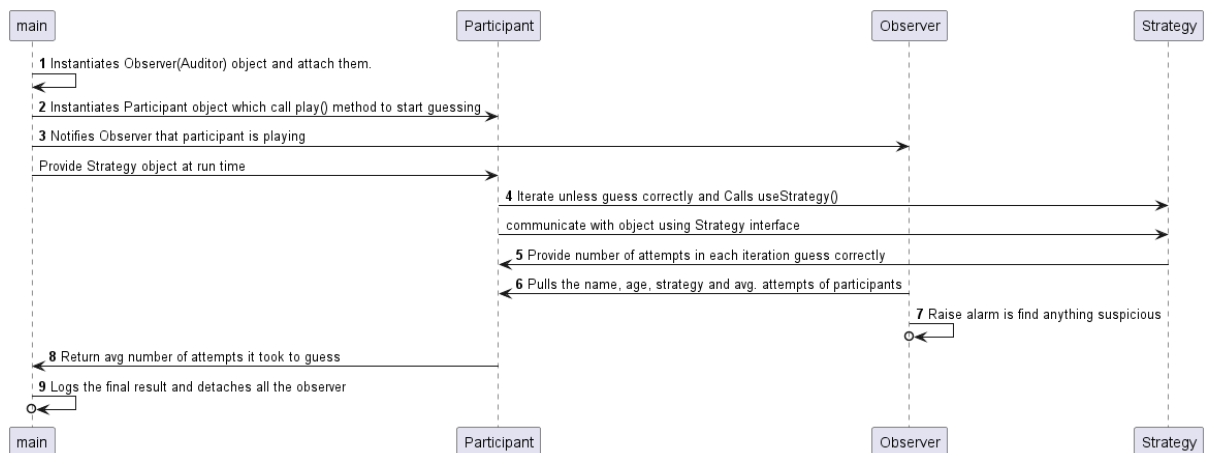 main Participant Observer Strategy
1 Instantiates Observer(Auditor) object and attach them.
2 Instantiates Participant object which call play() method to start guessing
3 Notifies Observer that participant is playing
Provide Strategy object at run time
4 Iterate unless guess correctly and Calls useStrategy()
communicate with object using Strategy interface
5 Provide number of attempts in each iteration guess correctly
6 Pulls the name, age, strategy and avg. attempts of participants
7 Raise alarm is find anything suspicious
8 Return avg number of attempts it took to guess
9 Logs the final result and detaches all the observer
main Participant Observer Strategy